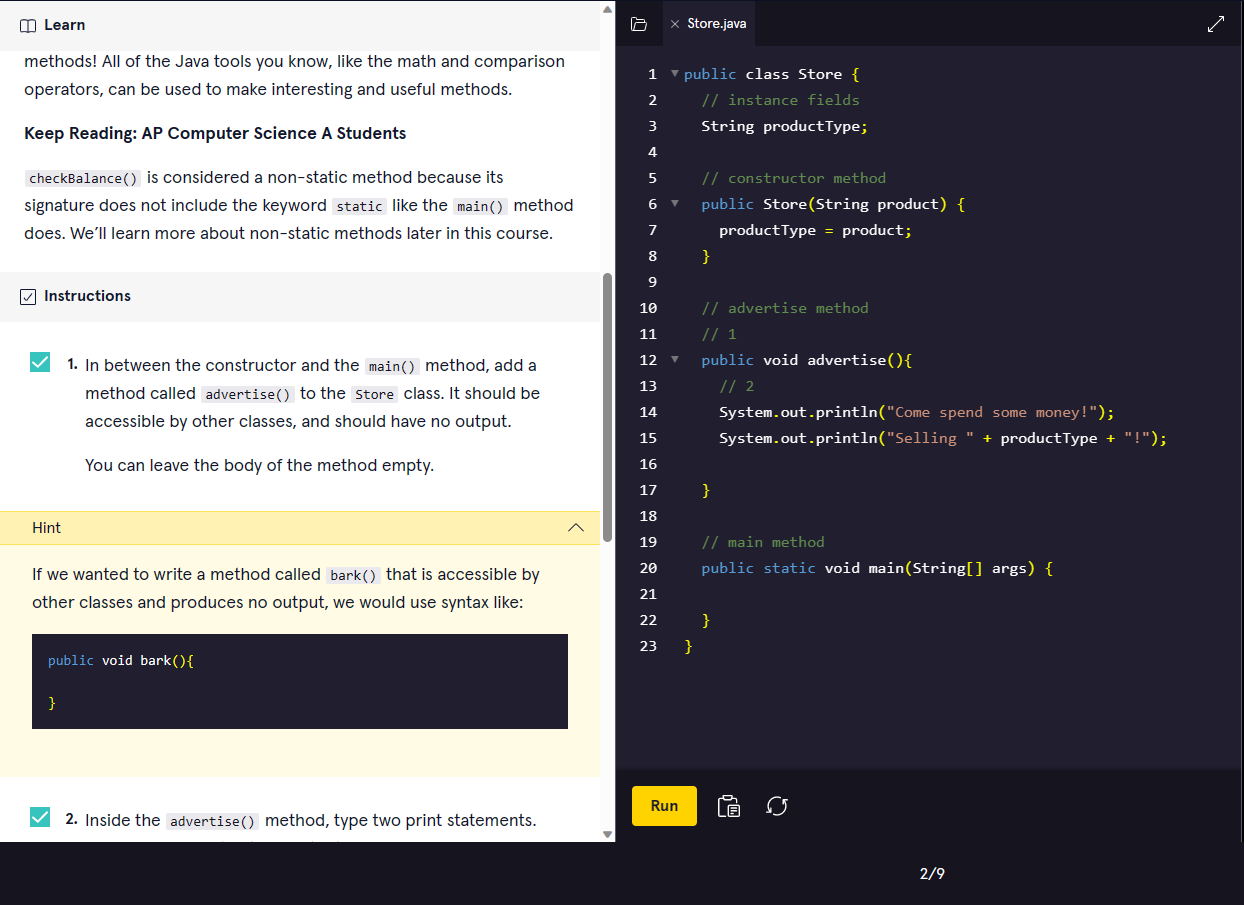 Learn
methods! All of the Java tools you know, like the math and comparison
operators, can be used to make interesting and useful methods.
Keep Reading: AP Computer Science A Students
checkBalance() is considered a non-static method because its
signature does not include the keyword static like the main() method
does. We’ll learn more about non-static methods later in this course.
Instructions
1. In between the constructor and the main() method, add a
method called advertise() to the Store class. It should be
accessible by other classes, and should have no output.
You can leave the body of the method empty.
Hint
If we wanted to write a method called bark() that is accessible by
other classes and produces no output, we would use syntax like:
public void bark(){
}
2. Inside the advertise() method, type two print statements.
Store.java
1 public class Store {
2 // instance fields
3 String productType;
4
5 // constructor method
6 public Store(String product) {
7 productType = product;
8 }
9
10 // advertise method
11 // 1
12 public void advertise(){
13 // 2
14 System.out.println("Come spend some money!");
15 System.out.println("Selling " + productType + "!");
16
17 }
18
19 // main method
20 public static void main(String[] args) {
21
22 }
23 }
Run
2/9